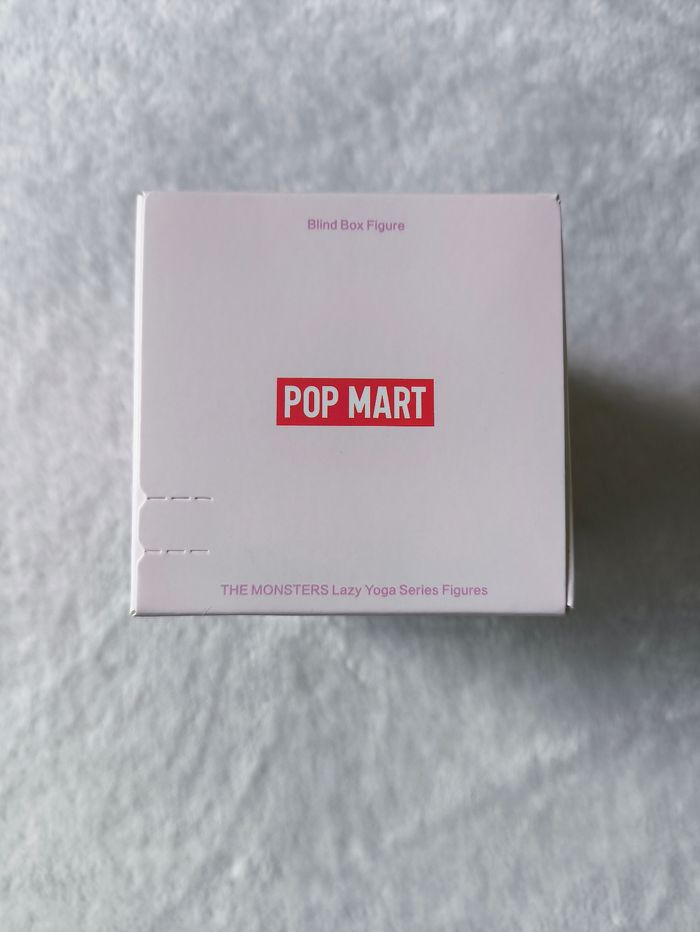 Blind Box Figure
POP MART
THE MONSTERS Lazy Yoga Series Figures